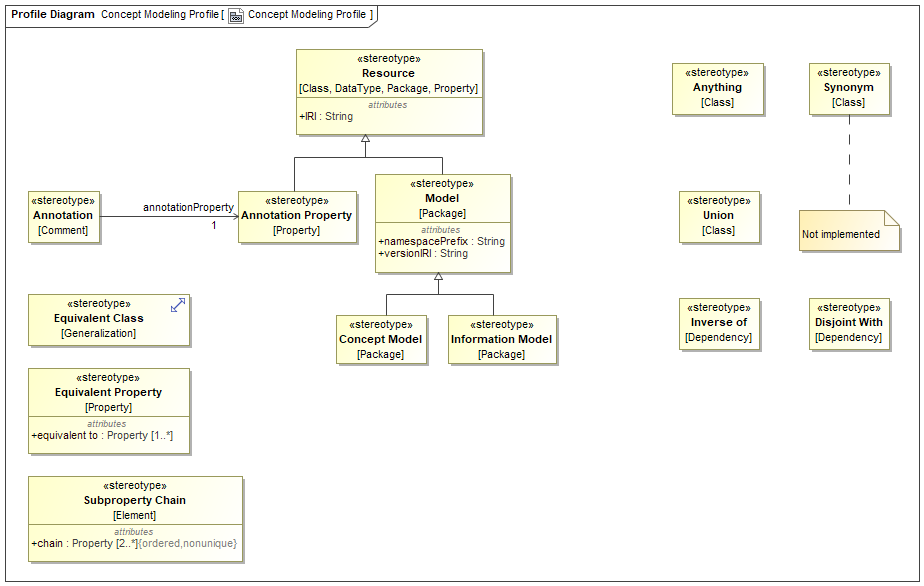 Profile Diagram Concept Modeling Profile [ Concept Modeling Profile ]
«stereotype»
Resource
[Class, DataType, Package, Property]
attributes
+IRI : String
«stereotype»
Anything
[Class]
«stereotype»
Synonym
[Class]
«stereotype»
Annotation
[Comment]
annotationProperty
1
«stereotype»
Annotation Property
[Property]
«stereotype»
Model
[Package]
attributes
+namespacePrefix : String
+versionIRI : String
«stereotype»
Union
[Class]
Not implemented
«stereotype»
Equivalent Class
[Generalization]
«stereotype»
Concept Model
[Package]
«stereotype»
Information Model
[Package]
«stereotype»
Inverse of
[Dependency]
«stereotype»
Disjoint With
[Dependency]
«stereotype»
Equivalent Property
[Property]
attributes
+equivalent to : Property [1..*]
«stereotype»
Subproperty Chain
[Element]
attributes
+chain : Property [2..*]{ordered,nonunique}